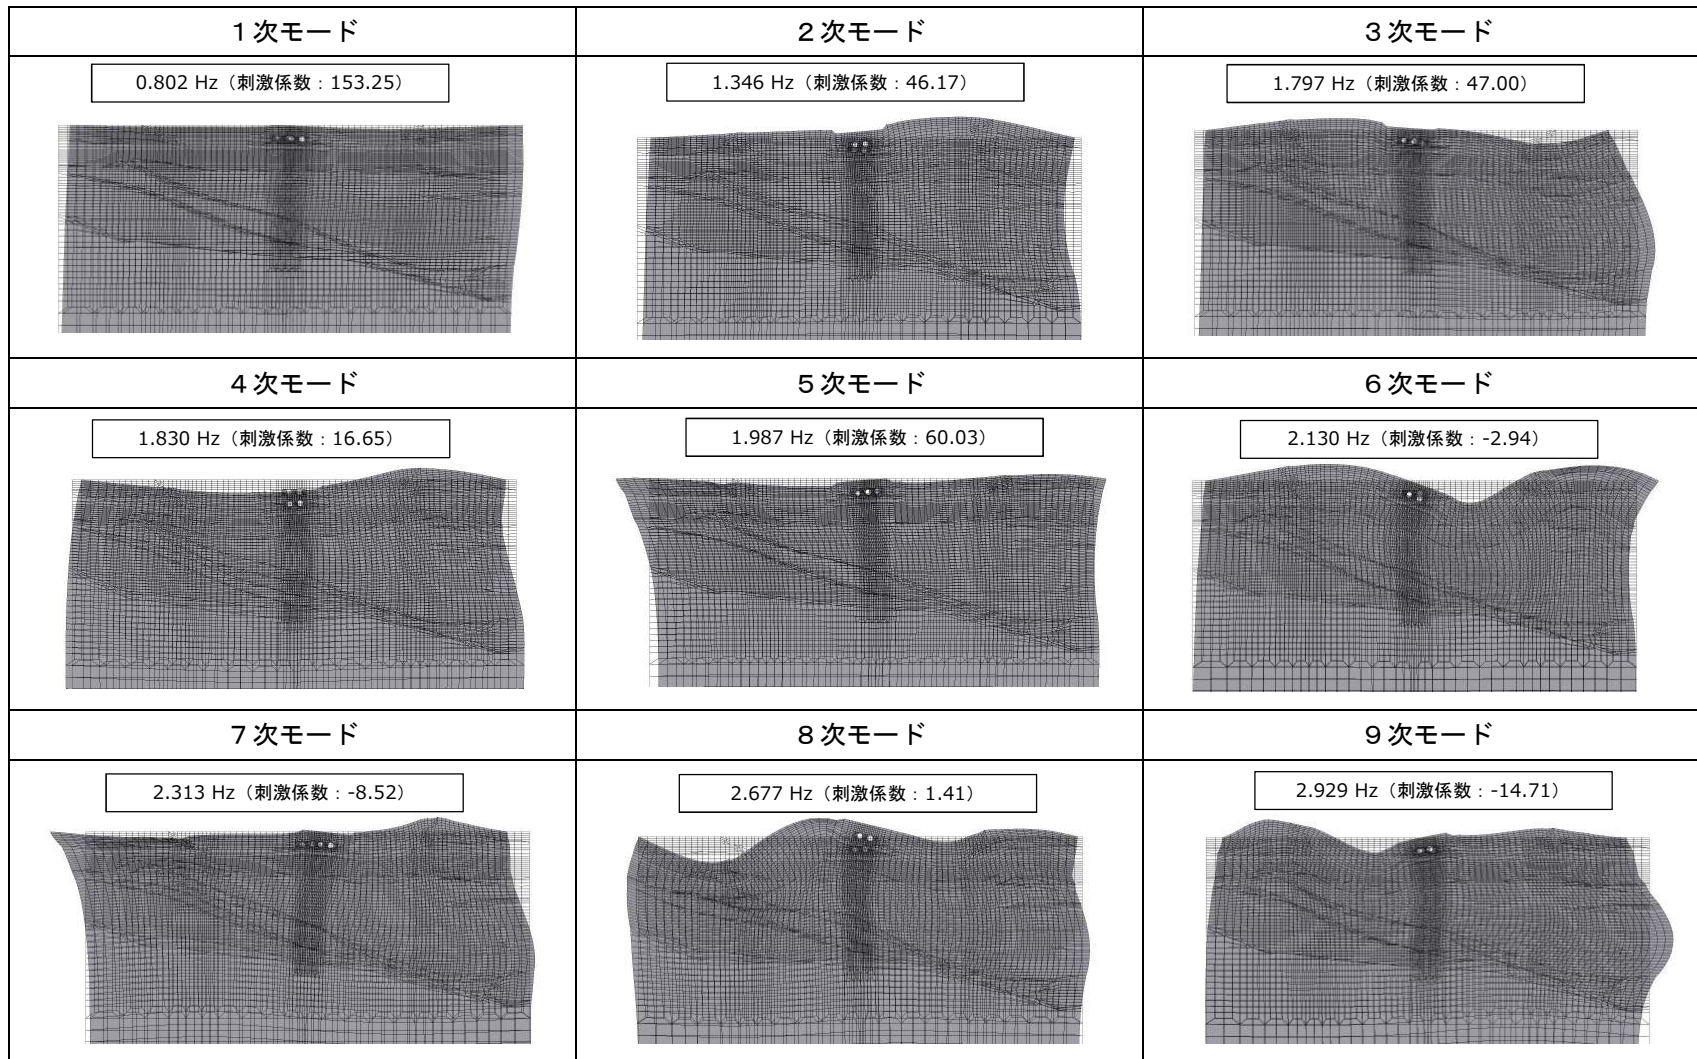 １次モード
２次モード
３次モード
0.802 Hz（刺激係数：153.25）
1.346 Hz（刺激係数：46.17）
1.797 Hz（刺激係数：47.00）
４次モード
５次モード
６次モード
1.830 Hz（刺激係数：16.65）
1.987 Hz（刺激係数：60.03）
2.130 Hz（刺激係数：-2.94）
７次モード
８次モード
９次モード
2.313 Hz（刺激係数：-8.52）
2.677 Hz（刺激係数：1.41）
2.929 Hz（刺激係数：-14.71）